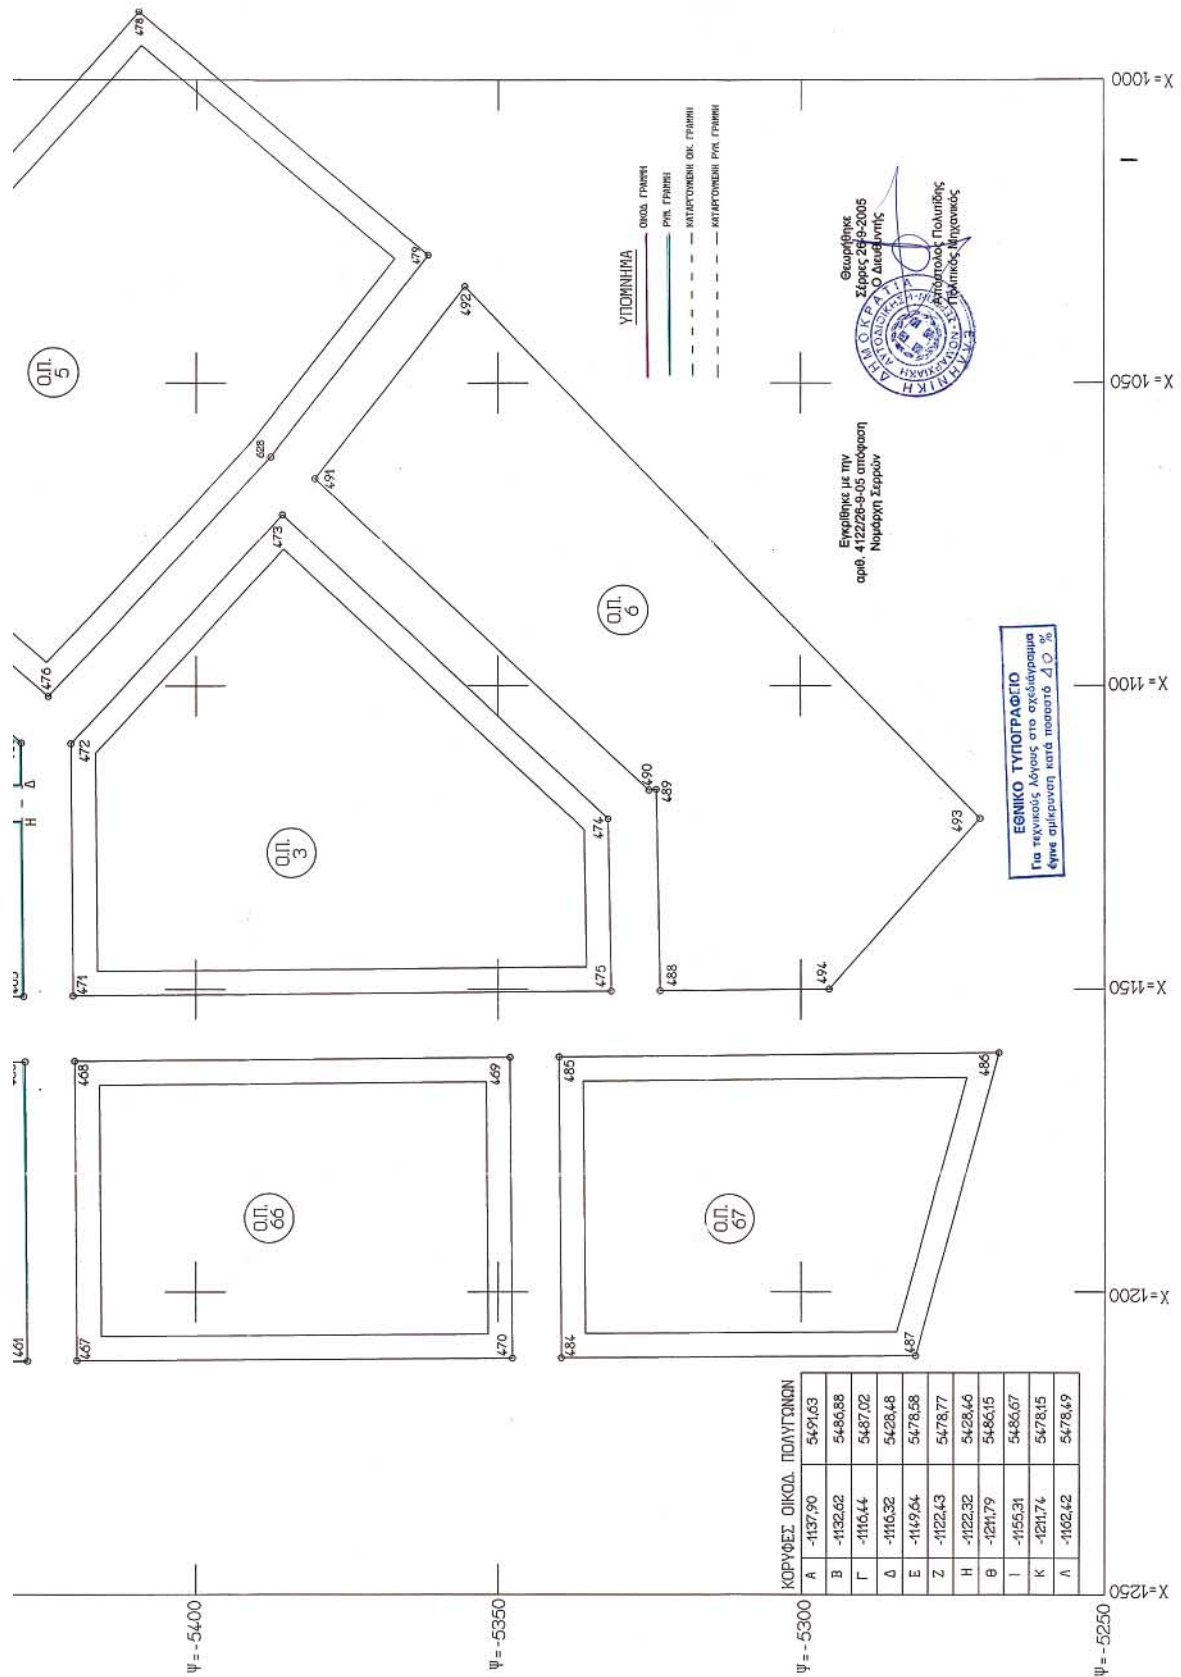 478
X=1000
479
492
Ο.Π.
5
628
491
X=1050
ΥΠΟΜΝΗΜΑ
ΟΙΚΟΔ. ΓΡΑΜΜΗ
ΡΥΜ. ΓΡΑΜΜΗ
ΚΑΤΑΡΓΟΥΜΕΝΗ ΟΙΚ. ΓΡΑΜΜΗ
ΚΑΤΑΡΓΟΥΜΕΝΗ ΡΥΜ. ΓΡΑΜΜΗ
Θεωρήθηκε
Σέρρες 26-9-2005
Ο Διευθυντής
Απόστολος Πολυτίδης
Πολιτικός Μηχανικός
ΕΛΛΗΝΙΚΗ ΔΗΜΟΚΡΑΤΙΑ
Εγκρίθηκε με την
αριθ. 4122/26-9-05 απόφαση
Νομάρχη Σερρών
473
476
472
Ο.Π.
6
X=1100
Η - Δ
Ο.Π.
3
474
490
489
493
ΕΘΝΙΚΟ ΤΥΠΟΓΡΑΦΕΙΟ
Για τεχνικούς λόγους στο σχεδιάγραμμα
έγινε σμίκρυνση κατά ποσοστό 40 %
471
475
488
494
X=1150
468
469
485
486
Ο.Π.
66
Ο.Π.
67
X=1200
461
467
470
484
487
ΚΟΡΥΦΕΣ ΟΙΚΟΔ. ΠΟΛΥΓΩΝΩΝ
Α -1137,90 5491,63
Β -1132,62 5486,88
Γ -1116,44 5487,02
Δ -1116,32 5428,48
Ε -1149,64 5478,58
Ζ -1122,43 5478,77
Η -1122,32 5428,46
Θ -1211,79 5486,15
Ι -1155,31 5486,67
Κ -1211,74 5478,15
Λ -1162,42 5478,49
X=1250
Ψ=-5400
Ψ=-5350
Ψ=-5300
Ψ=-5250